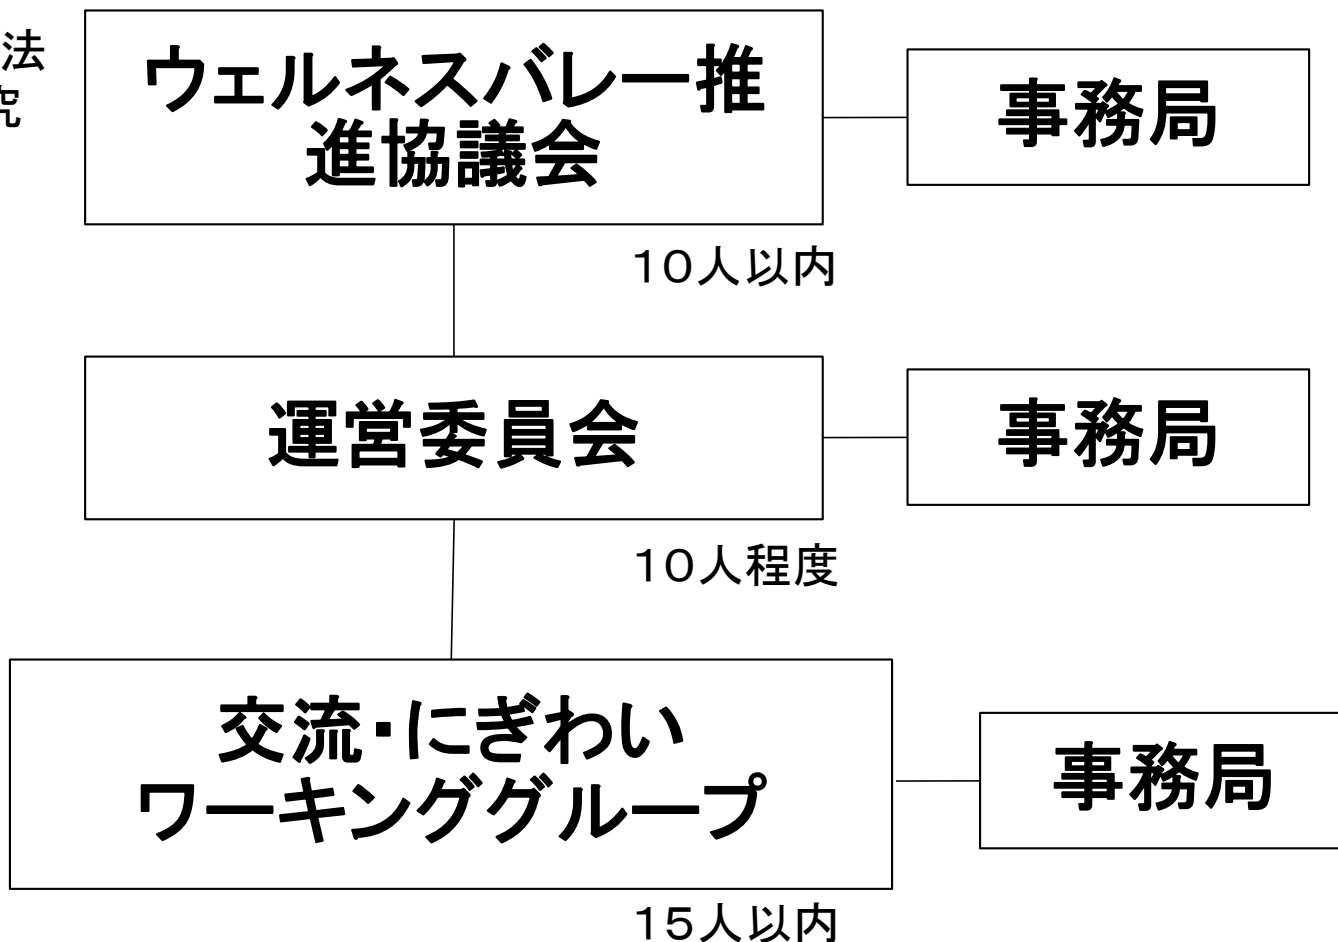 法
究
ウェルネスバレー推
進協議会
事務局
10人以内
運営委員会
事務局
10人程度
交流・にぎわい
ワーキンググループ
事務局
15人以内